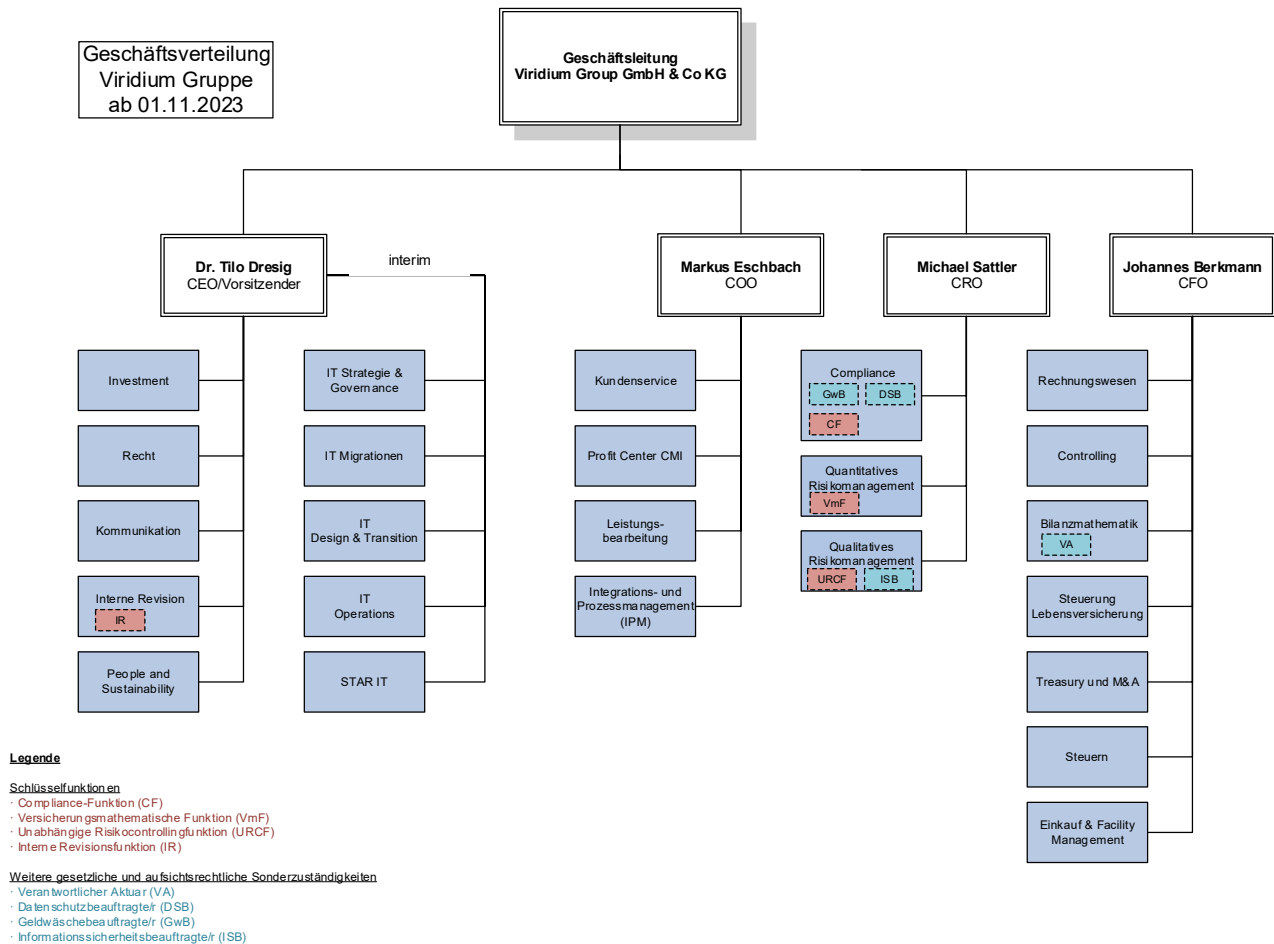 Geschäftsverteilung
Viridium Gruppe
ab 01.11.2023
Geschäftsleitung
Viridium Group GmbH & Co KG
Dr. Tilo Dresig
CEO/Vorsitzender
interim
Markus Eschbach
COO
Michael Sattler
CRO
Johannes Berkmann
CFO
Investment
Recht
Kommunikation
Interne Revision
IR
People and
Sustainability
IT Strategie &
Governance
IT Migrationen
IT
Design & Transition
IT
Operations
STAR IT
Kundenservice
Profit Center CMI
Leistungs-
bearbeitung
Integrations- und
Prozessmanagement
(IPM)
Compliance
GwB
DSB
CF
Quantitatives
Risikomanagement
VmF
Qualitatives
Risikomanagement
URCF
ISB
Rechnungswesen
Controlling
Bilanzmathematik
VA
Steuerung
Lebensversicherung
Treasury und M&A
Steuern
Einkauf & Facility
Management
Legende
Schlüsselfunktionen
· Compliance-Funktion (CF)
· Versicherungsmathematische Funktion (VmF)
· Unabhängige Risikocontrollingfunktion (URCF)
· Interne Revisionsfunktion (IR)
Weitere gesetzliche und aufsichtsrechtliche Sonderzuständigkeiten
· Verantwortlicher Aktuar (VA)
· Datenschutzbeauftragte/r (DSB)
· Geldwäschebeauftragte/r (GwB)
· Informationssicherheitsbeauftragte/r (ISB)